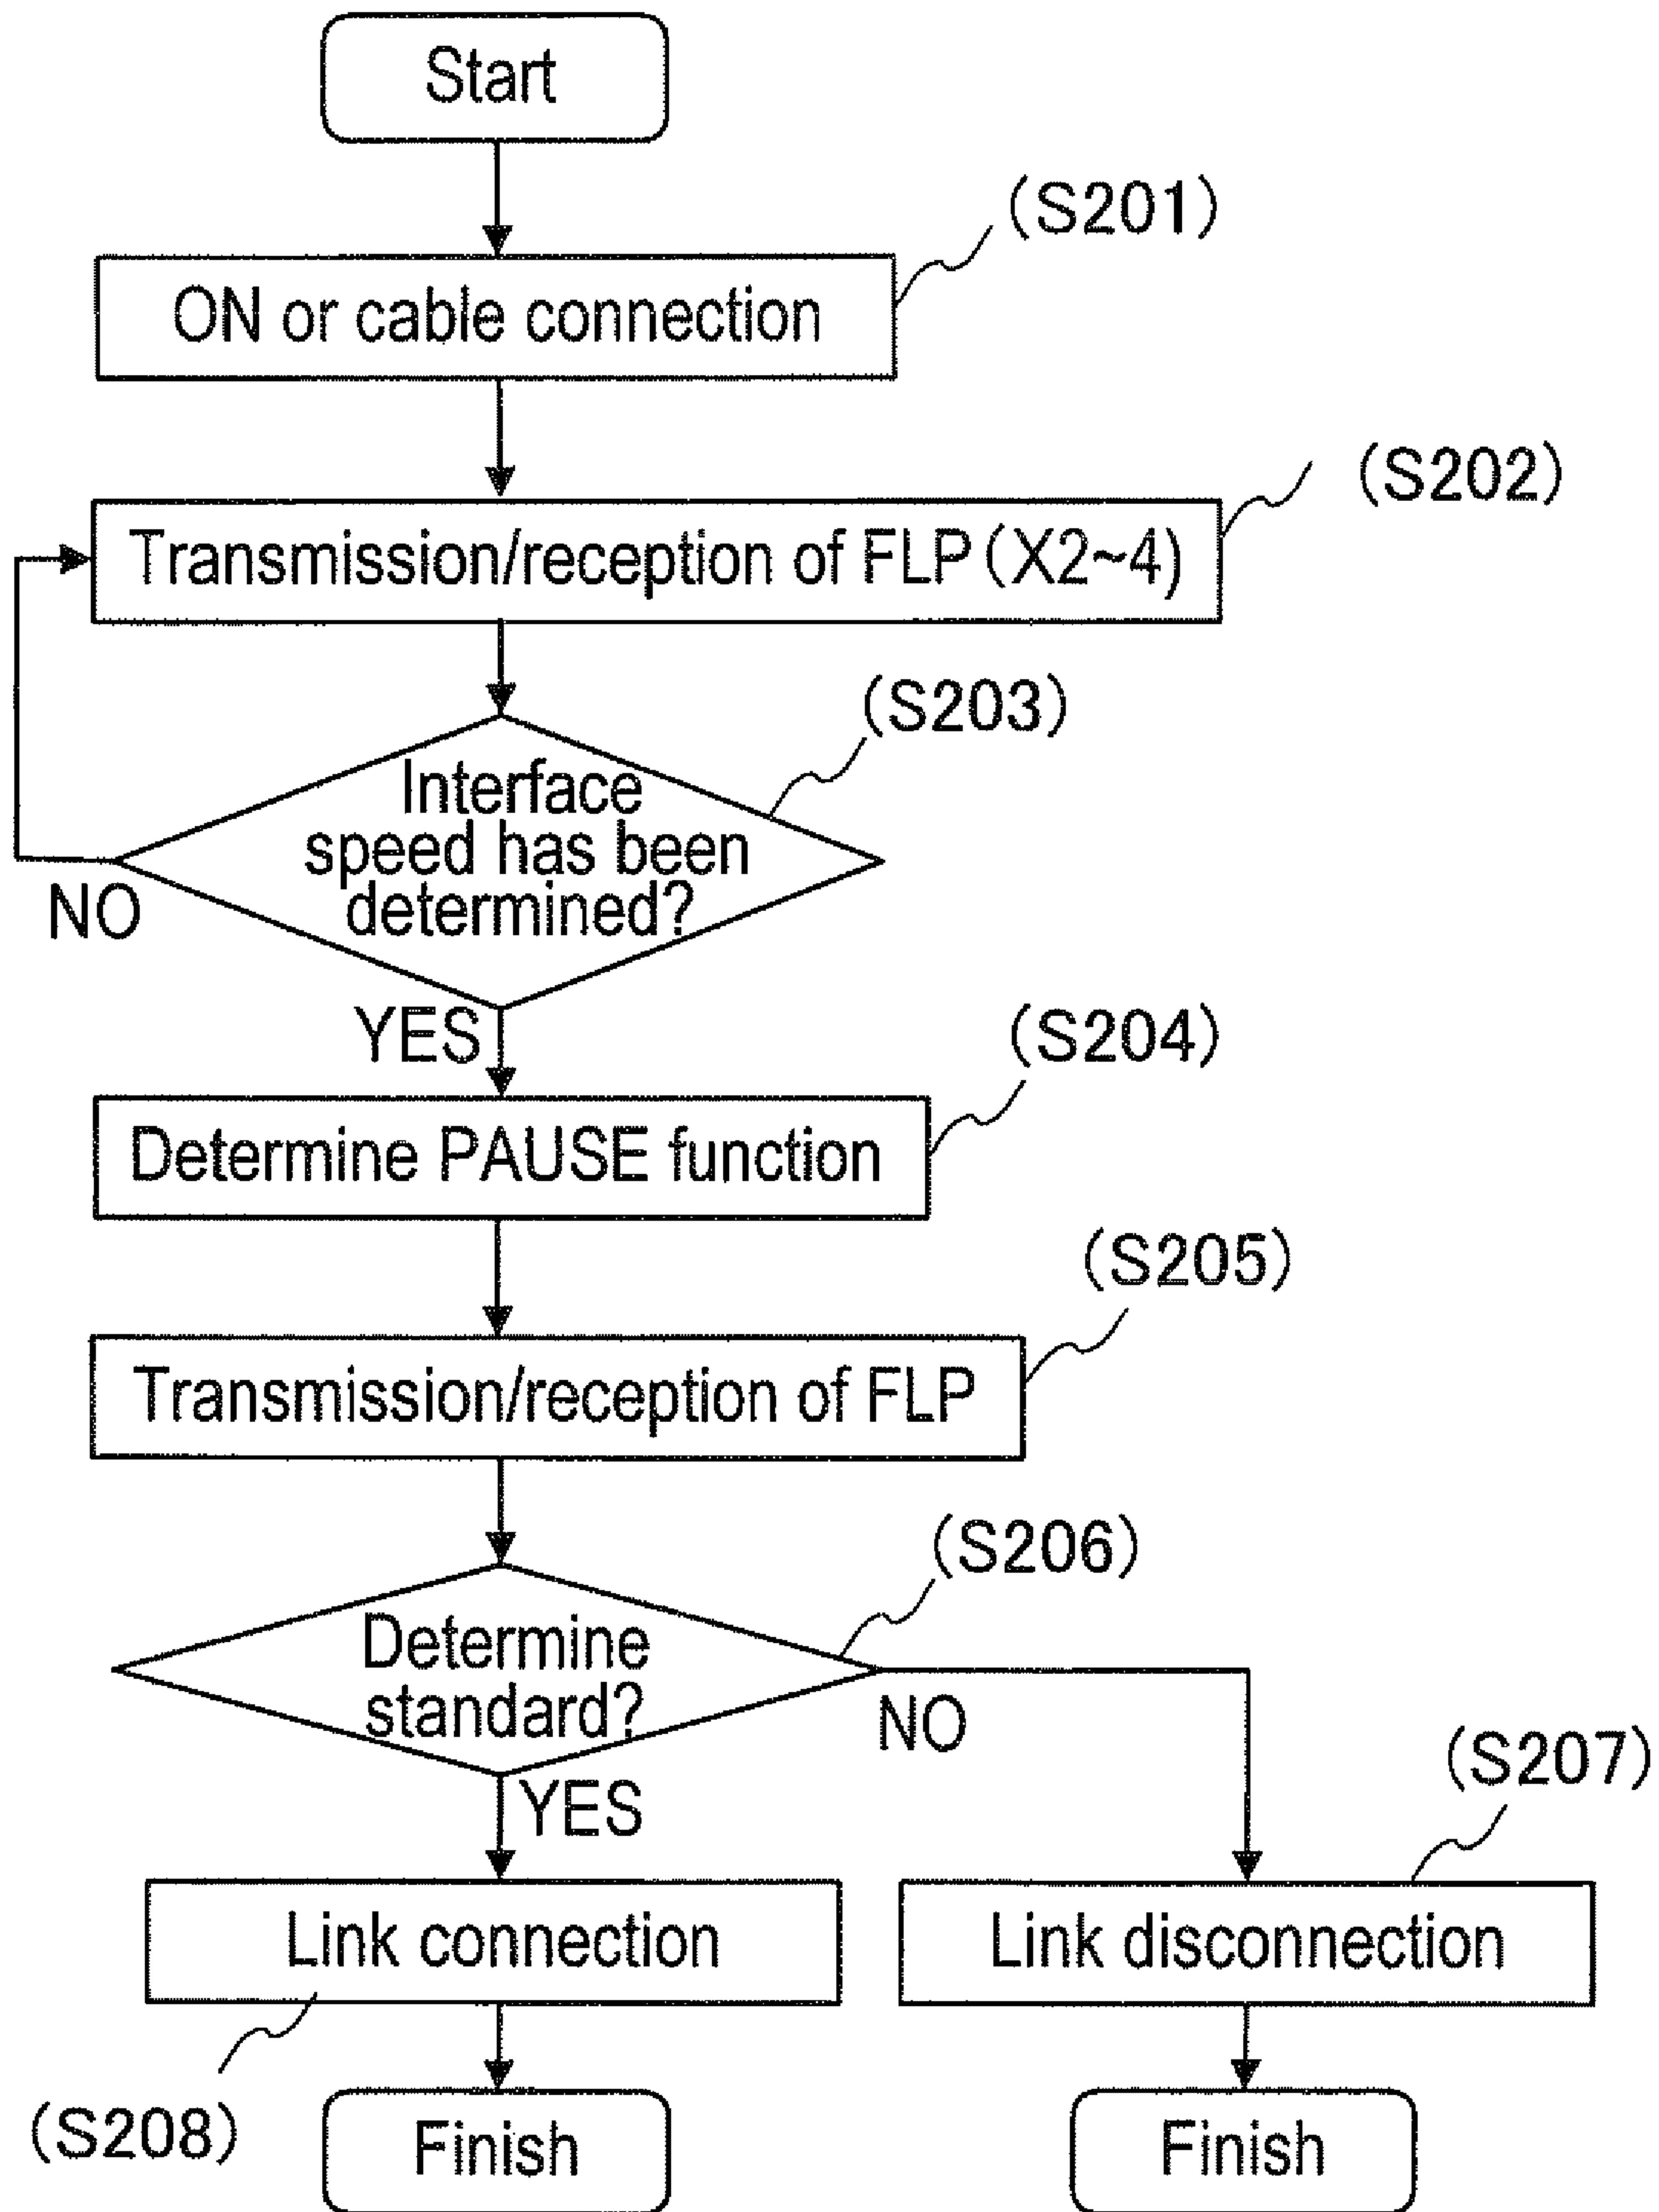 Start
(S201)
ON or cable connection
(S202)
Transmission/reception of FLP (X2~4)
(S203)
Interface
speed has been
determined?
NO
YES
(S204)
Determine PAUSE function
(S205)
Transmission/reception of FLP
(S206)
Determine
standard?
NO
(S207)
YES
Link connection
Link disconnection
(S208)
Finish
Finish